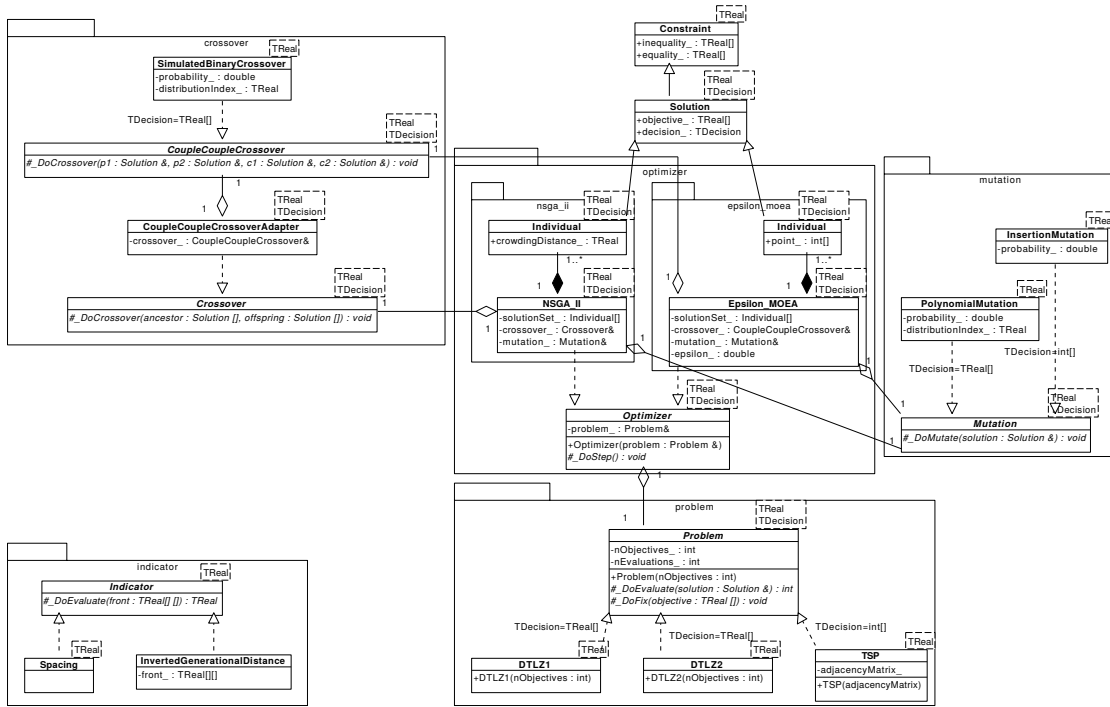 crossover
TReal
SimulatedBinaryCrossover
-probability_ : double
-distributionIndex_ : TReal
TDecision=TReal[]
TReal
TDecision
CoupleCoupleCrossover
#_DoCrossover(p1 : Solution &, p2 : Solution &, c1 : Solution &, c2 : Solution &) : void
1
1
1
TReal
TDecision
CoupleCoupleCrossoverAdapter
-crossover_ : CoupleCoupleCrossover&
TReal
TDecision
Crossover
#_DoCrossover(ancestor : Solution [], offspring : Solution []) : void
1
1
TReal
Constraint
+inequality_ : TReal[]
+equality_ : TReal[]
TReal
TDecision
Solution
+objective_ : TReal[]
+decision_ : TDecision
optimizer
nsga_ii
TReal
TDecision
Individual
+crowdingDistance_ : TReal
1..*
1
TReal
TDecision
NSGA_II
-solutionSet_ : Individual[]
-crossover_ : Crossover&
-mutation_ : Mutation&
1
epsilon_moea
TReal
TDecision
Individual
+point_ : int[]
1..*
1
1
TReal
TDecision
Epsilon_MOEA
-solutionSet_ : Individual[]
-crossover_ : CoupleCoupleCrossover&
-mutation_ : Mutation&
-epsilon_ : double
1
TReal
TDecision
Optimizer
-problem_ : Problem&
+Optimizer(problem : Problem &)
#_DoStep() : void
1
1
mutation
TReal
InsertionMutation
-probability_ : double
TReal
PolynomialMutation
-probability_ : double
-distributionIndex_ : TReal
TDecision=int[]
TDecision=TReal[]
TReal
TDecision
1
1
Mutation
#_DoMutate(solution : Solution &) : void
problem
TReal
TDecision
Problem
-nObjectives_ : int
-nEvaluations_ : int
+Problem(nObjectives : int)
#_DoEvaluate(solution : Solution &) : int
#_DoFix(objective : TReal []) : void
TDecision=TReal[]
TDecision=TReal[]
TDecision=int[]
TReal
DTLZ1
+DTLZ1(nObjectives : int)
TReal
DTLZ2
+DTLZ2(nObjectives : int)
TReal
TSP
-adjacencyMatrix_
+TSP(adjacencyMatrix)
indicator
TReal
Indicator
#_DoEvaluate(front : TReal[] []) : TReal
TReal
Spacing
TReal
InvertedGenerationalDistance
-front_ : TReal[][]